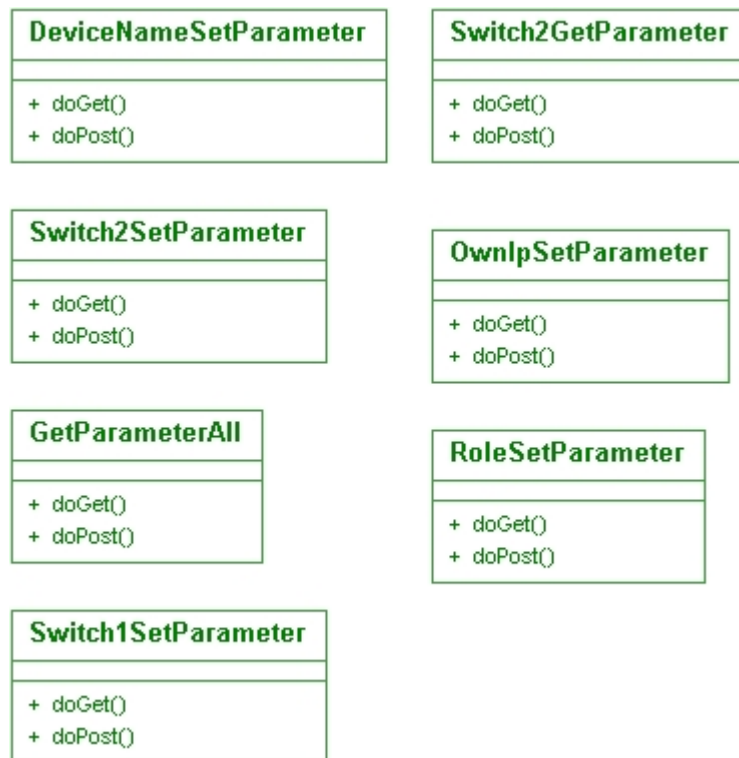 DeviceNameSetParameter
+ doGet()
+ doPost()
Switch2GetParameter
+ doGet()
+ doPost()
Switch2SetParameter
+ doGet()
+ doPost()
OwnIpSetParameter
+ doGet()
+ doPost()
GetParameterAll
+ doGet()
+ doPost()
RoleSetParameter
+ doGet()
+ doPost()
Switch1SetParameter
+ doGet()
+ doPost()